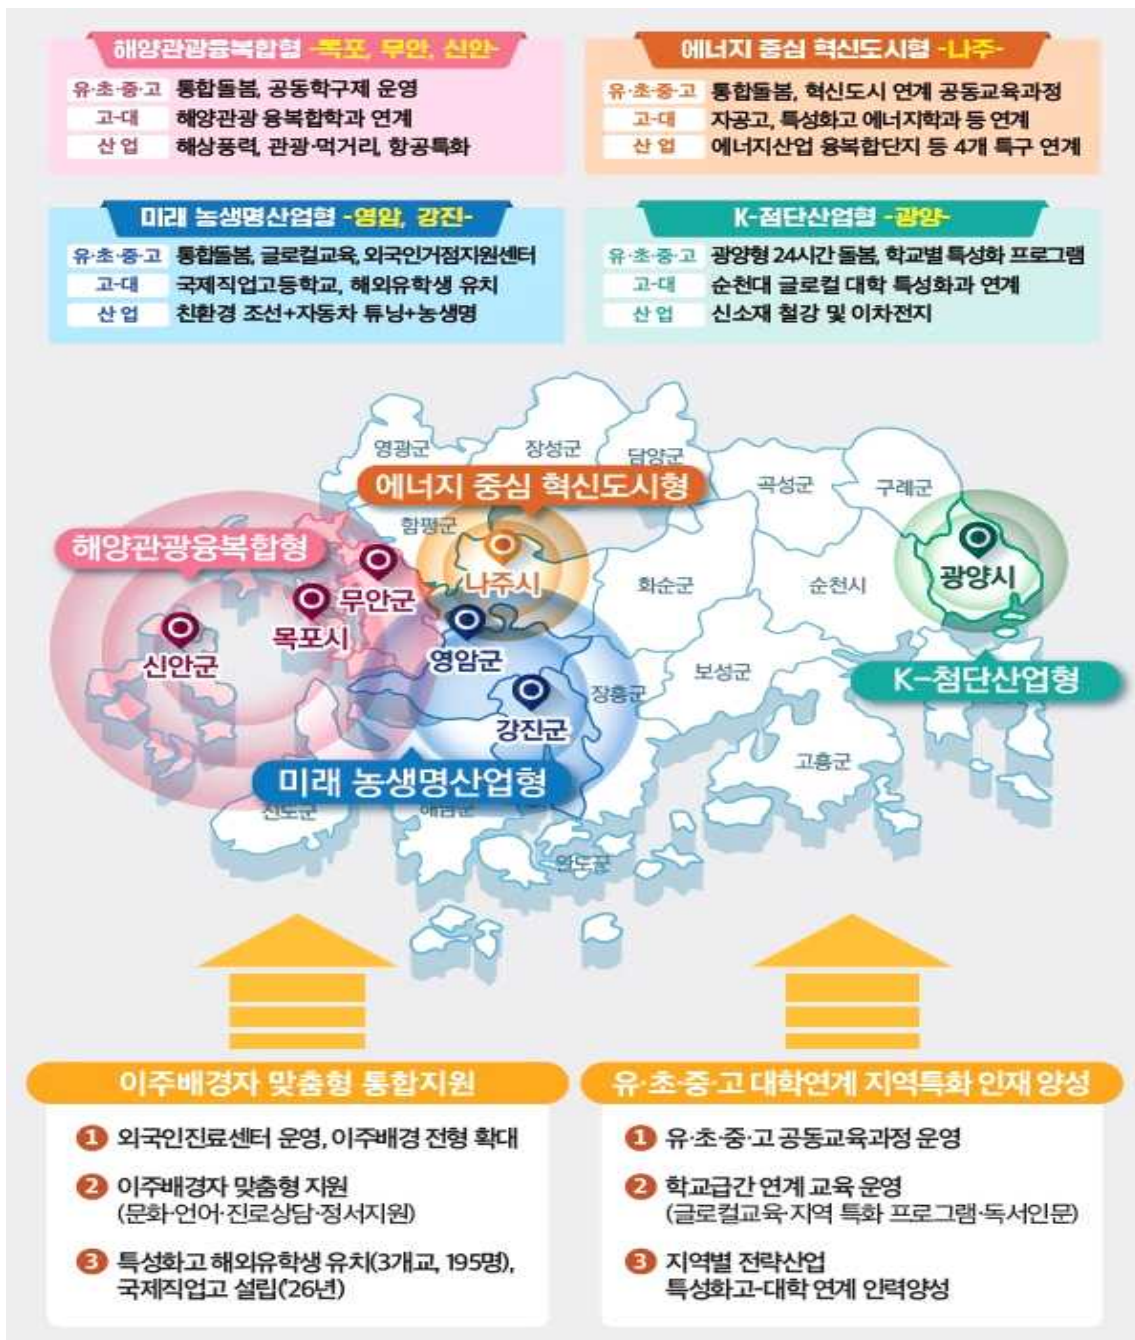 해양관광융복합형 -목포, 무안, 신안-
유·초·중·고 통합돌봄, 공동학구제 운영
고-대 해양관광 융복합학과 연계
산업 해상풍력, 관광·먹거리, 항공특화
에너지 중심 혁신도시형 -나주-
유·초·중·고 통합돌봄, 혁신도시 연계 공동교육과정
고-대 자공고, 특성화고 에너지학과 등 연계
산업 에너지산업 융복합단지 등 4개 특구 연계
미래 농생명산업형 -영암, 강진-
유·초·중·고 통합돌봄, 글로컬교육, 외국인거점지원센터
고-대 국제직업고등학교, 해외유학생 유치
산업 친환경 조선+자동차 튜닝+농생명
K-첨단산업형 -광양-
유·초·중·고 광양형 24시간 돌봄, 학교별 특성화 프로그램
고-대 순천대 글로컬 대학 특성화과 연계
산업 신소재 철강 및 이차전지
영광군
장성군
담양군
곡성군
구례군
에너지 중심 혁신도시형
함평군
해양관광융복합형
나주시
광양시
무안군
화순군
순천시
목포시
신안군
영암군
보성군
K-첨단산업형
장흥군
강진군
고흥군
미래 농생명산업형
진도군
해남군
완도군
이주배경자 맞춤형 통합지원
1 외국인진료센터 운영, 이주배경 전형 확대
2 이주배경자 맞춤형 지원
(문화·언어·진로상담·정서지원)
3 특성화고 해외유학생 유치(3개교, 195명),
국제직업고 설립('26년)
유·초·중·고 대학연계 지역특화 인재 양성
1 유·초·중·고 공동교육과정 운영
2 학교급간 연계 교육 운영
(글로컬교육·지역 특화 프로그램·독서인문)
3 지역별 전략산업
특성화고-대학 연계 인력양성